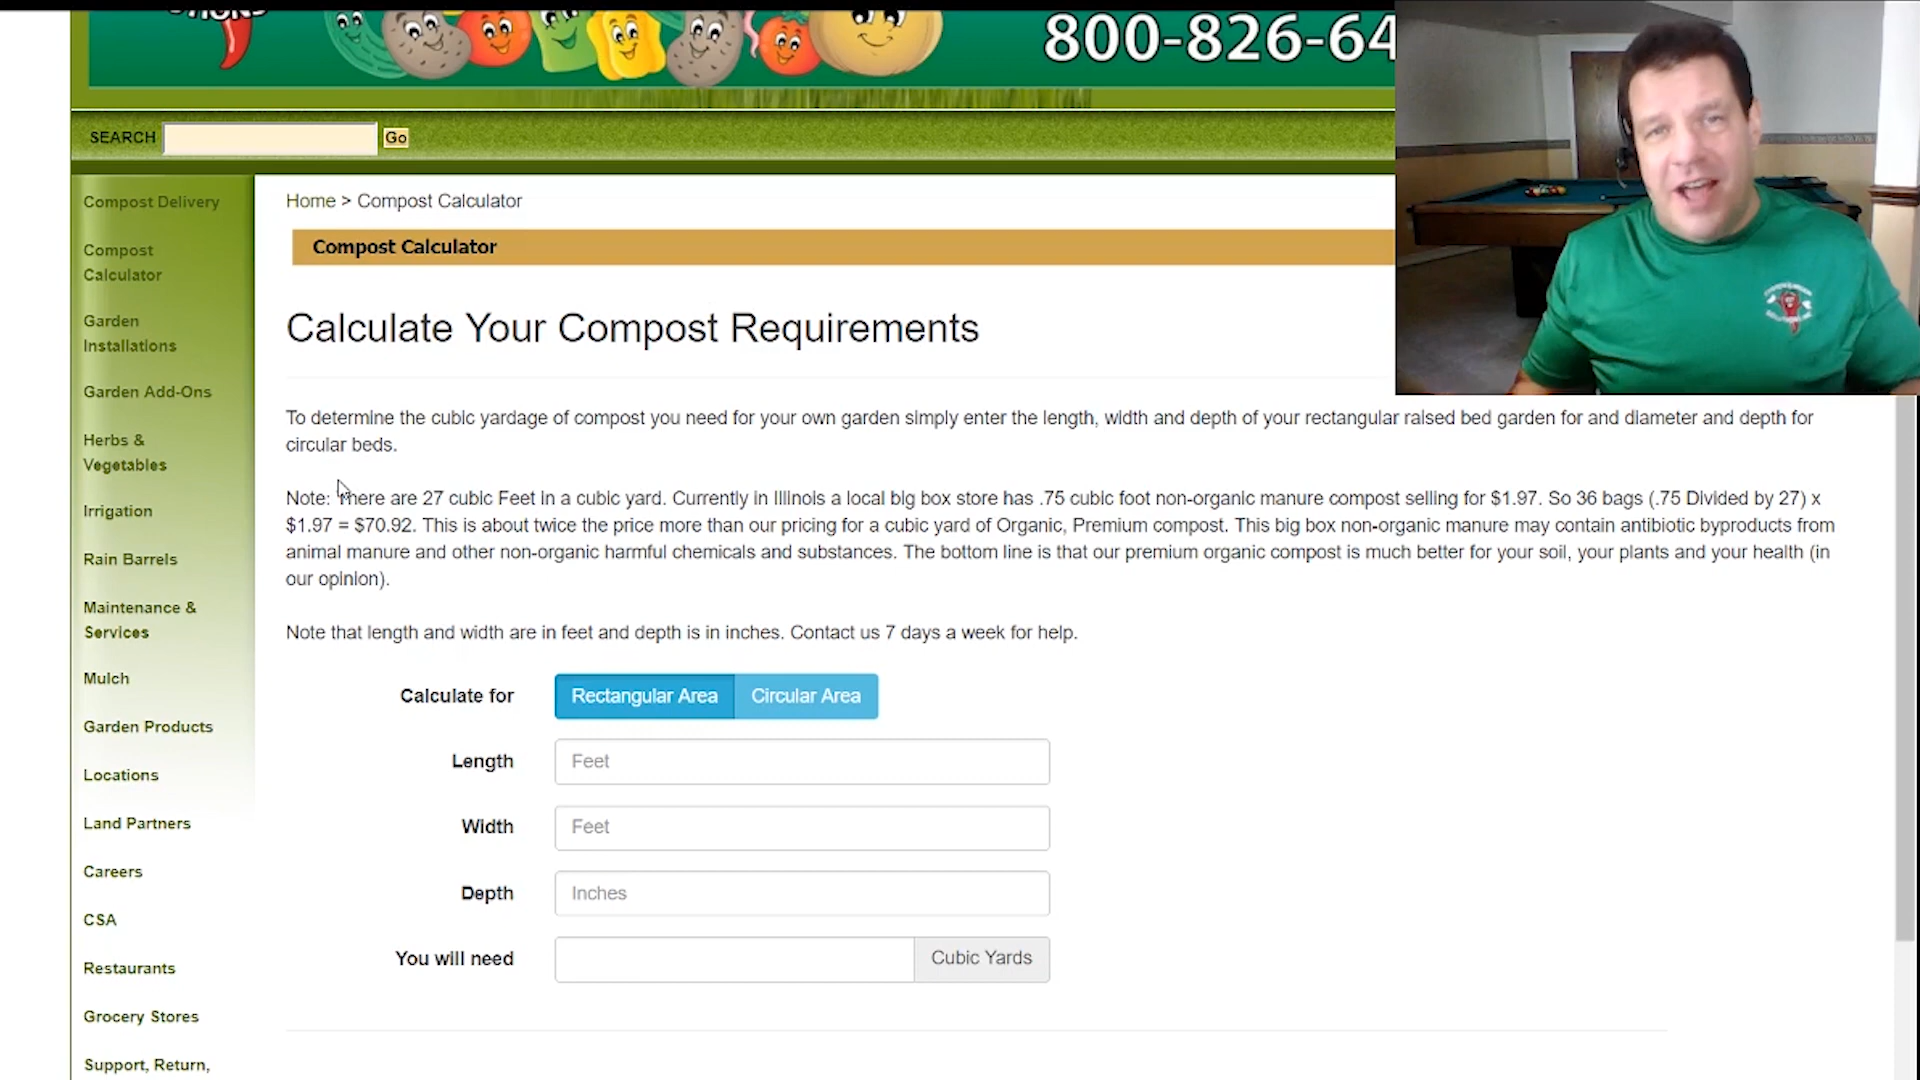 800-826-64
SEARCH Go
Compost Delivery
Compost
Calculator
Garden
Installations
Garden Add-Ons
Herbs &
Vegetables
Irrigation
Rain Barrels
Maintenance &
Services
Mulch
Garden Products
Locations
Land Partners
Careers
CSA
Restaurants
Grocery Stores
Support, Return,
Home > Compost Calculator
Compost Calculator
Calculate Your Compost Requirements
To determine the cubic yardage of compost you need for your own garden simply enter the length, width and depth of your rectangular raised bed garden for and diameter and depth for
circular beds.
Note: There are 27 cubic Feet in a cubic yard. Currently in Illinois a local big box store has .75 cubic foot non-organic manure compost selling for $1.97. So 36 bags (.75 Divided by 27) x
$1.97 = $70.92. This is about twice the price more than our pricing for a cubic yard of Organic, Premium compost. This big box non-organic manure may contain antibiotic byproducts from
animal manure and other non-organic harmful chemicals and substances. The bottom line is that our premium organic compost is much better for your soil, your plants and your health (in
our opinion).
Note that length and width are in feet and depth is in inches. Contact us 7 days a week for help.
Calculate for Rectangular Area Circular Area
Length Feet
Width Feet
Depth Inches
You will need Cubic Yards